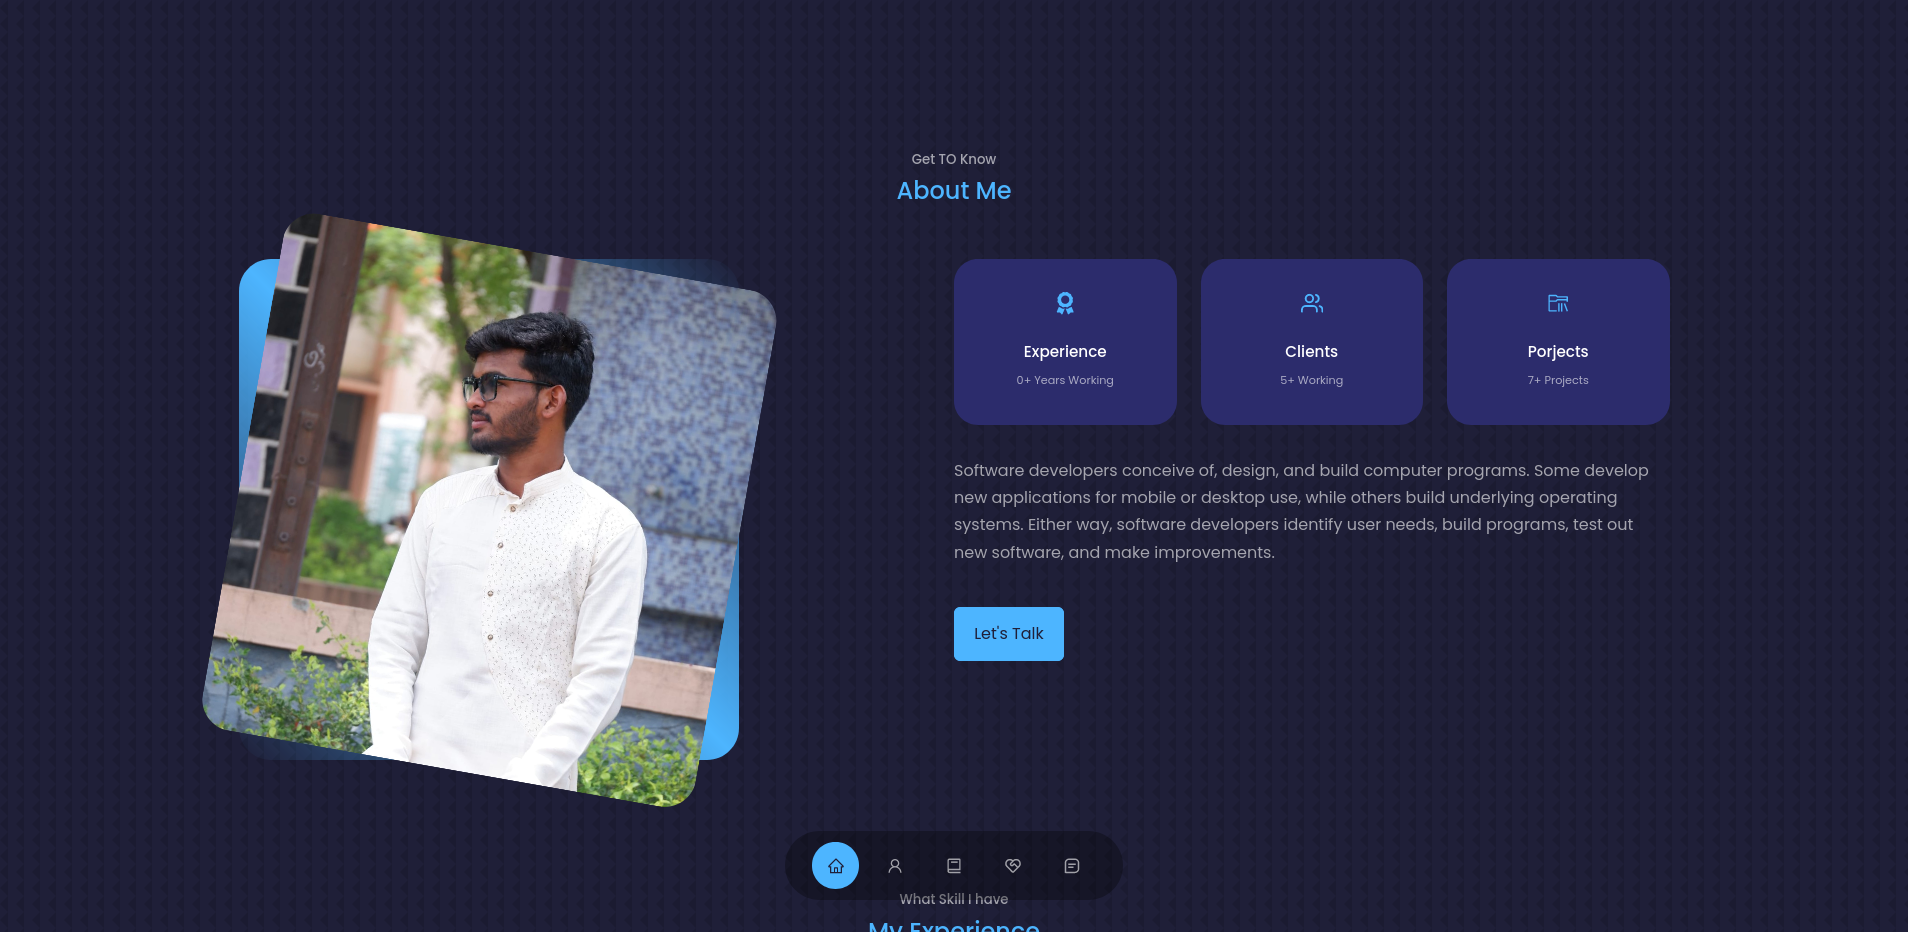 Get TO Know
About Me
Experience
0+ Years Working
Clients
5+ Working
Porjects
7+ Projects
Software developers conceive of, design, and build computer programs. Some develop
new applications for mobile or desktop use, while others build underlying operating
systems. Either way, software developers identify user needs, build programs, test out
new software, and make improvements.
Let's Talk
What Skill I have
My Experience